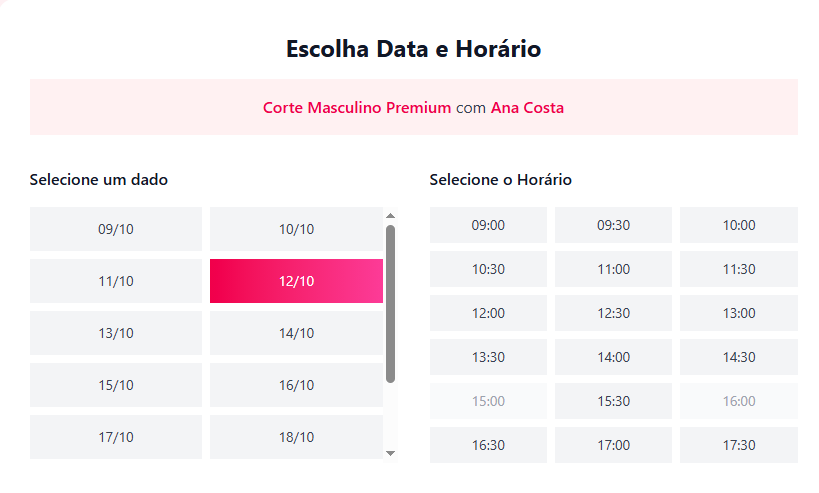 Escolha Data e Horário
Corte Masculino Premium com Ana Costa
Selecione um dado
09/10 10/10
11/10 12/10
13/10 14/10
15/10 16/10
17/10 18/10
Selecione o Horário
09:00 09:30 10:00
10:30 11:00 11:30
12:00 12:30 13:00
13:30 14:00 14:30
15:00 15:30 16:00
16:30 17:00 17:30